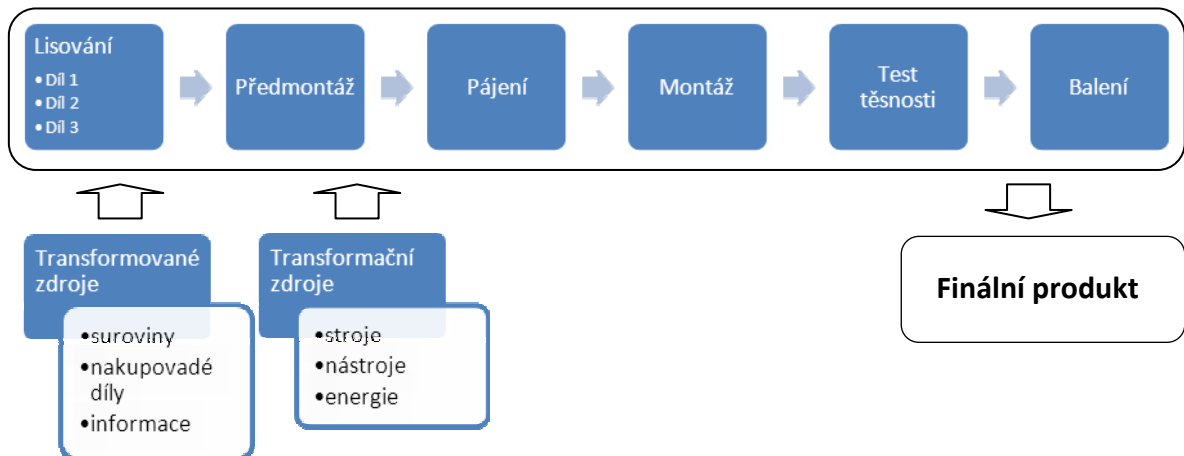 Lisování
•Díl 1
•Díl 2
•Díl 3
Předmontáž
Pájení
Montáž
Test
těsnosti
Balení
Transformované
zdroje
•suroviny
•nakupovadé
díly
•informace
Transformační
zdroje
•stroje
•nástroje
•energie
Finální produkt